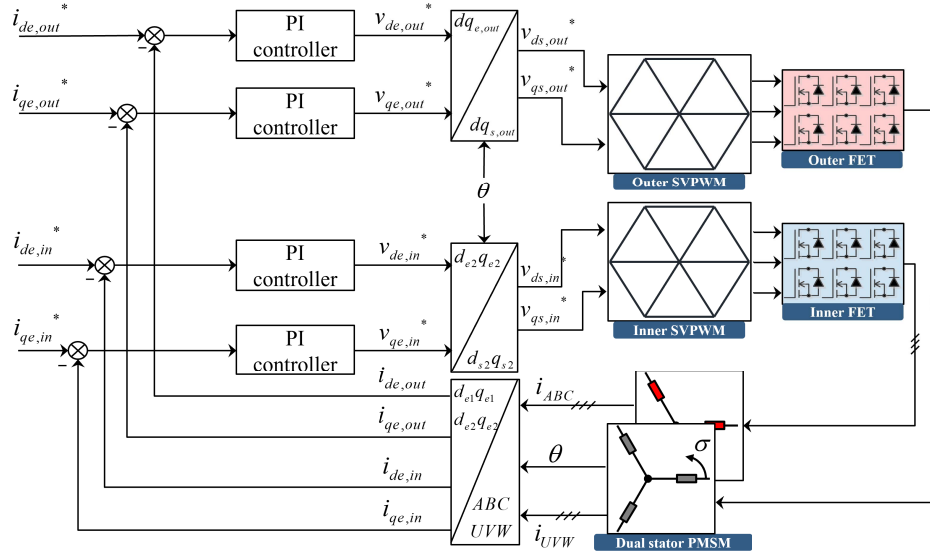 i_{de,out}^*
PI
controller
v_{de,out}^*
dq_{e,out}
v_{ds,out}^*
i_{qe,out}^*
PI
controller
v_{qe,out}^*
dq_{s,out}
v_{qs,out}^*
Outer SVPWM
Outer FET
θ
i_{de,in}^*
PI
controller
v_{de,in}^*
d_{e2}q_{e2}
v_{ds,in}^*
i_{qe,in}^*
PI
controller
v_{qe,in}^*
d_{s2}q_{s2}
v_{qs,in}^*
Inner SVPWM
Inner FET
i_{de,out}
i_{qe,out}
i_{de,in}
i_{qe,in}
d_{e1}q_{e1}
d_{e2}q_{e2}
ABC
UVW
i_{ABC}
θ
i_{UVW}
σ
Dual stator PMSM